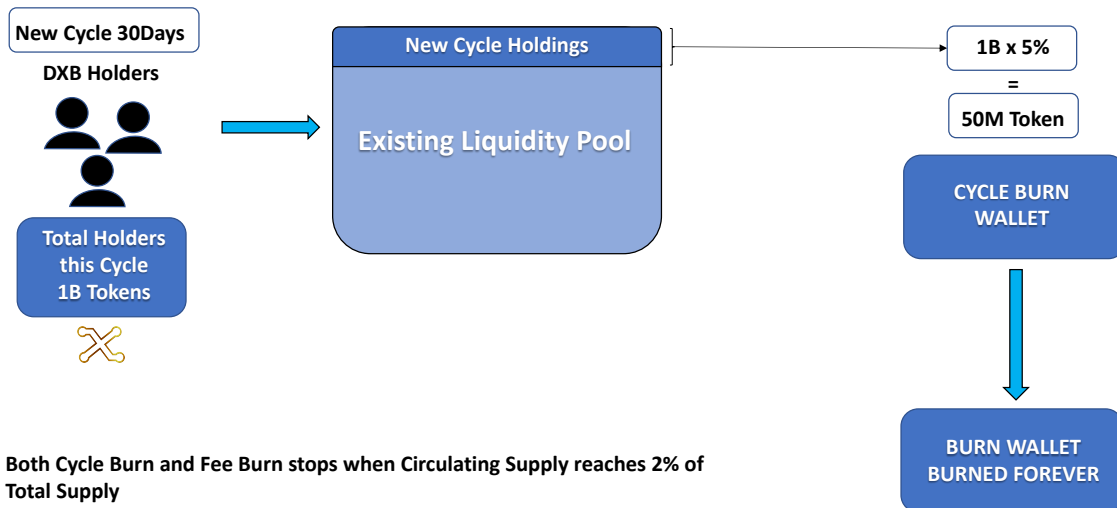 New Cycle 30Days
DXB Holders
Total Holders
this Cycle
1B Tokens
New Cycle Holdings
Existing Liquidity Pool
1B x 5%
=
50M Token
CYCLE BURN
WALLET
BURN WALLET
BURNED FOREVER
Both Cycle Burn and Fee Burn stops when Circulating Supply reaches 2% of
Total Supply